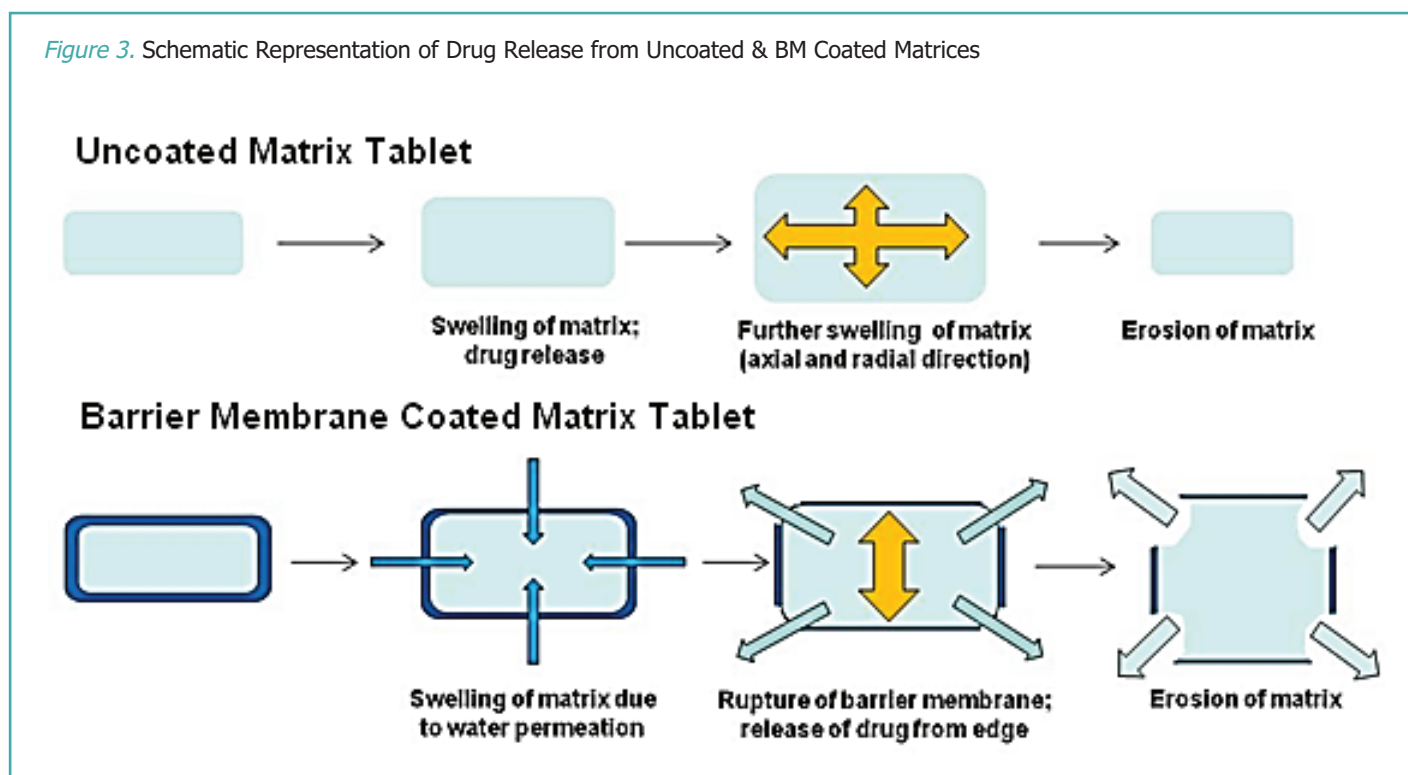 Figure 3. Schematic Representation of Drug Release from Uncoated & BM Coated Matrices
Uncoated Matrix Tablet
Swelling of matrix;
drug release
Further swelling of matrix
(axial and radial direction)
Erosion of matrix
Barrier Membrane Coated Matrix Tablet
Swelling of matrix due
to water permeation
Rupture of barrier membrane;
release of drug from edge
Erosion of matrix